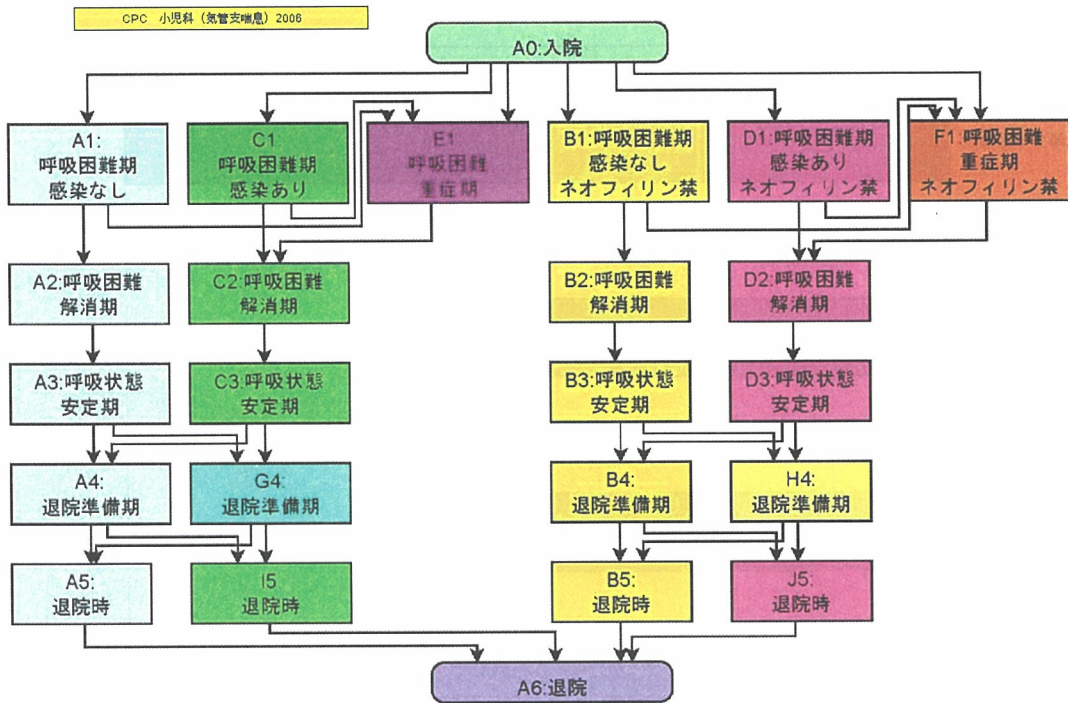 CPC 小児科（気管支喘息）2006
A0:入院
A1:
呼吸困難期
感染なし
C1
呼吸困難期
感染あり
E1
呼吸困難
重症期
B1:呼吸困難期
感染なし
ネオフィリン禁
D1:呼吸困難期
感染あり
ネオフィリン禁
F1:呼吸困難
重症期
ネオフィリン禁
A2:呼吸困難
解消期
C2:呼吸困難
解消期
B2:呼吸困難
解消期
D2:呼吸困難
解消期
A3:呼吸状態
安定期
C3:呼吸状態
安定期
B3:呼吸状態
安定期
D3:呼吸状態
安定期
A4:
退院準備期
G4:
退院準備期
B4:
退院準備期
H4:
退院準備期
A5:
退院時
I5
退院時
B5:
退院時
J5:
退院時
A6:退院